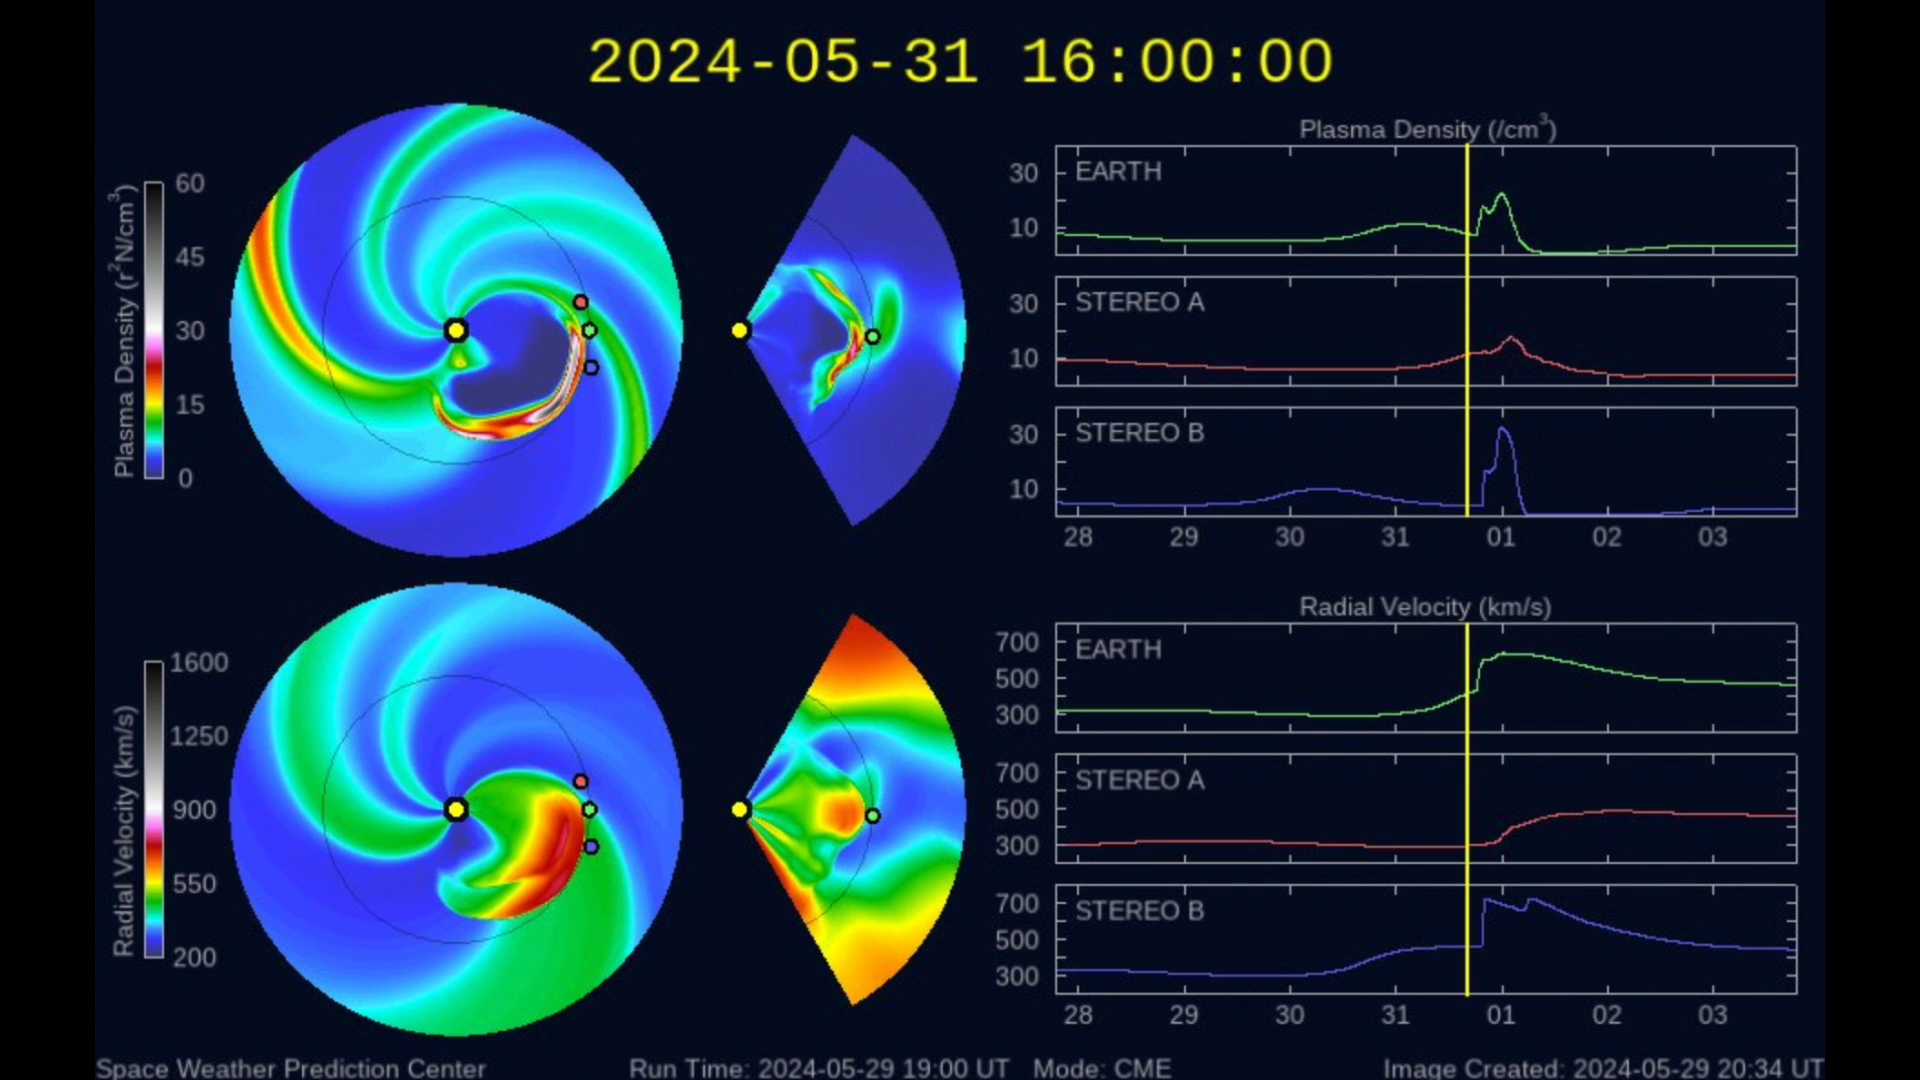 2024-05-31 16:00:00
Plasma Density (r²N/cm³)
60
45
30
15
0
Plasma Density (/cm³)
EARTH
30
10
STEREO A
30
10
STEREO B
30
10
28 29 30 31 01 02 03
Radial Velocity (km/s)
1600
1250
900
550
200
Radial Velocity (km/s)
EARTH
700
500
300
STEREO A
700
500
300
STEREO B
700
500
300
28 29 30 31 01 02 03
Space Weather Prediction Center Run Time: 2024-05-29 19:00 UT Mode: CME Image Created: 2024-05-29 20:34 UT